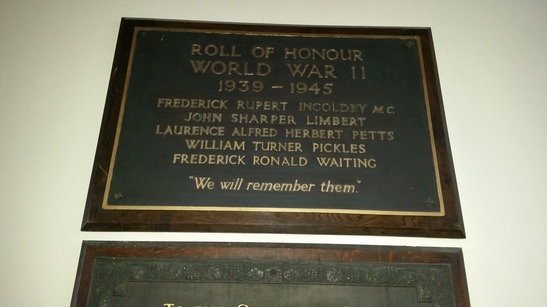 ROLL OF HONOUR
WORLD WAR II
1939 - 1945
FREDERICK RUPERT INGOLDBY M.C.
JOHN SHARPER LIMBERT
LAURENCE ALFRED HERBERT PETTS
WILLIAM TURNER PICKLES
FREDERICK RONALD WAITING
"We will remember them."